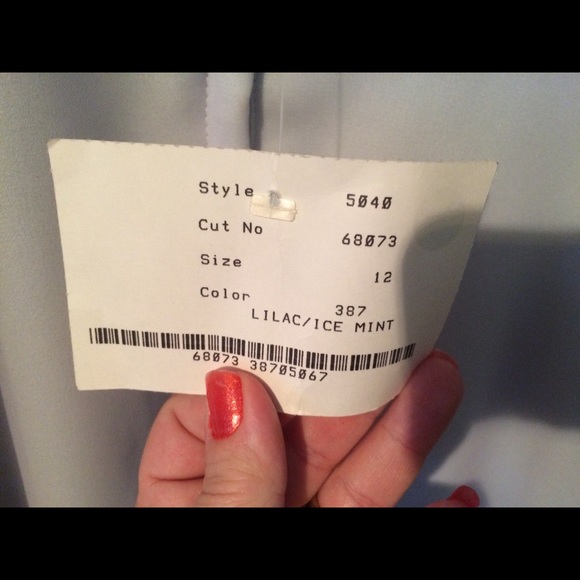 Style 5040
Cut No 68073
Size 12
Color 387
LILAC/ICE MINT
68073 38705067